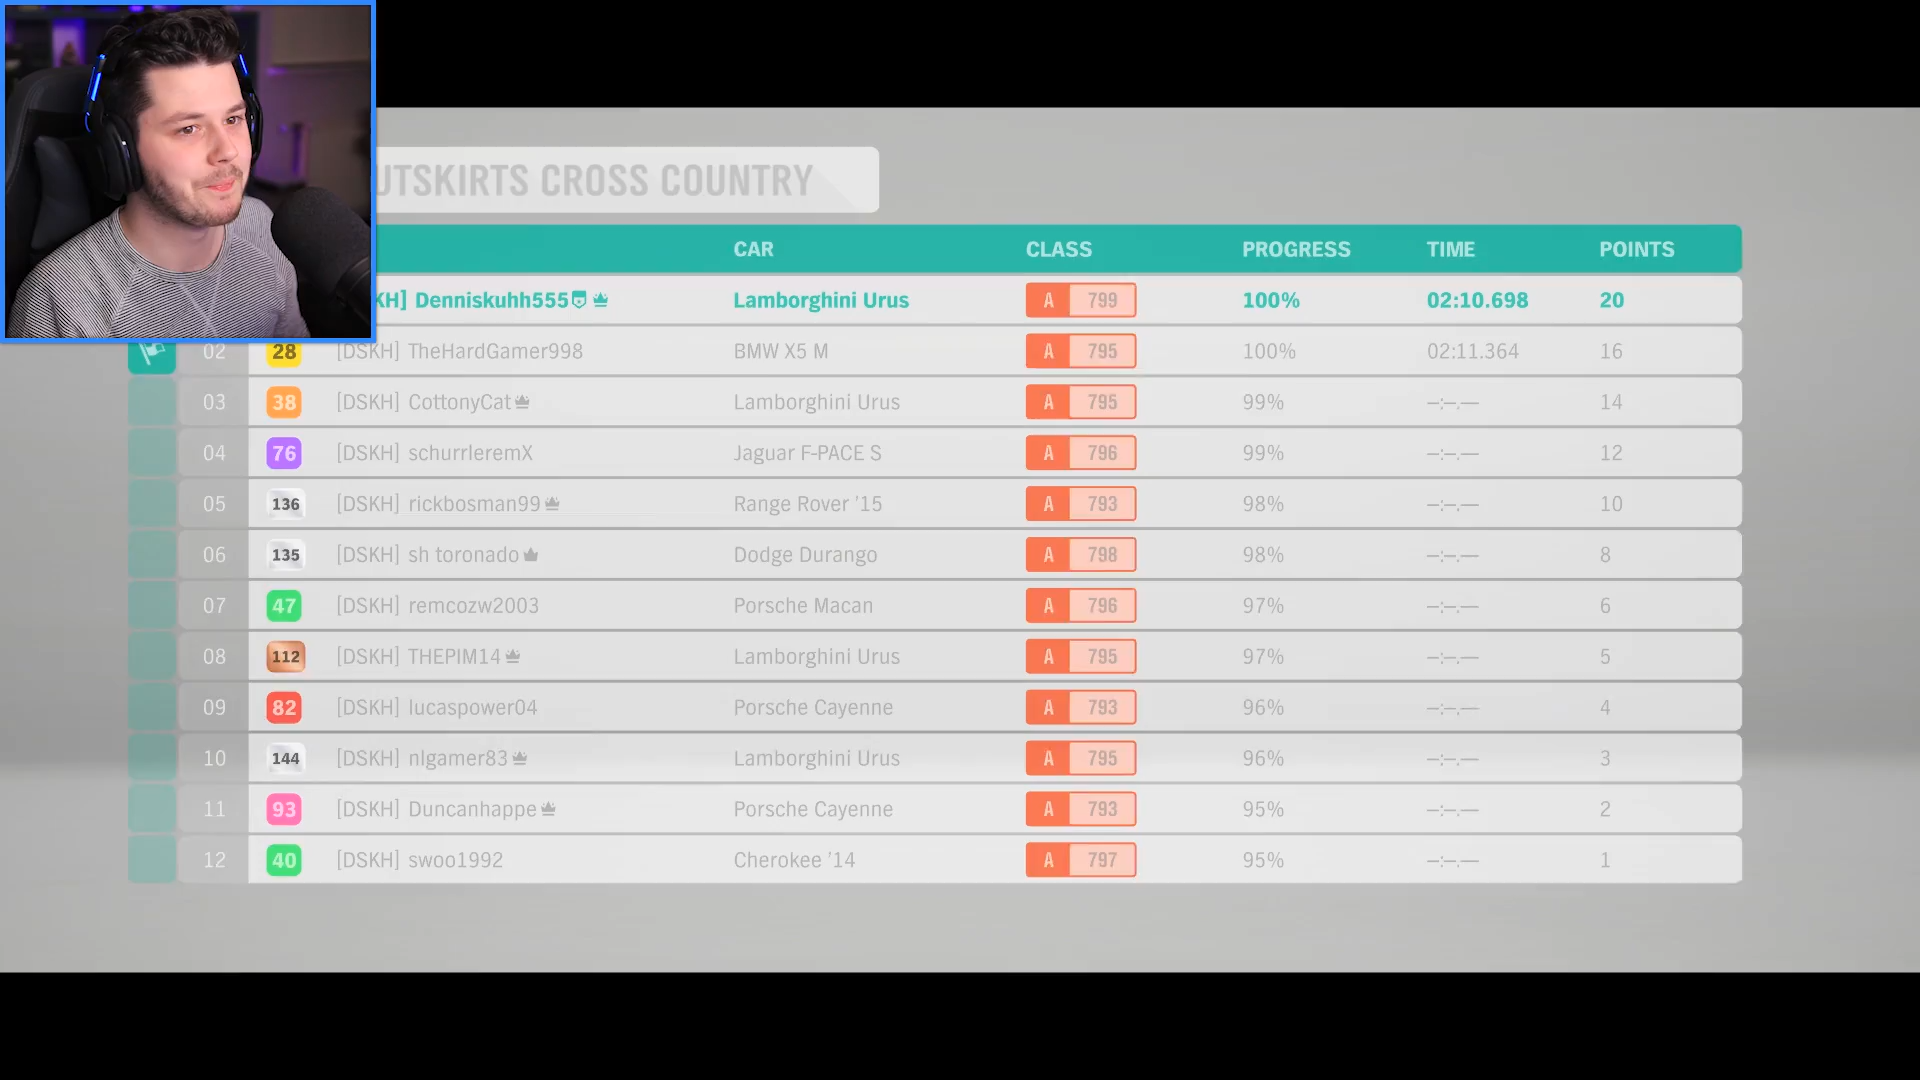 UTSKIRTS CROSS COUNTRY
CAR CLASS PROGRESS TIME POINTS
KH] Denniskuhh555 Lamborghini Urus A 799 100% 02:10.698 20
02 28 [DSKH] TheHardGamer998 BMW X5 M A 795 100% 02:11.364 16
03 38 [DSKH] CottonyCat Lamborghini Urus A 795 99% --:--.--- 14
04 76 [DSKH] schurrleremX Jaguar F-PACE S A 796 99% --:--.--- 12
05 136 [DSKH] rickbosman99 Range Rover '15 A 793 98% --:--.--- 10
06 135 [DSKH] sh toronado Dodge Durango A 798 98% --:--.--- 8
07 47 [DSKH] remcozw2003 Porsche Macan A 796 97% --:--.--- 6
08 112 [DSKH] THEPIM14 Lamborghini Urus A 795 97% --:--.--- 5
09 82 [DSKH] lucaspower04 Porsche Cayenne A 793 96% --:--.--- 4
10 144 [DSKH] nlgamer83 Lamborghini Urus A 795 96% --:--.--- 3
11 93 [DSKH] Duncanhappe Porsche Cayenne A 793 95% --:--.--- 2
12 40 [DSKH] swoo1992 Cherokee '14 A 797 95% --:--.--- 1